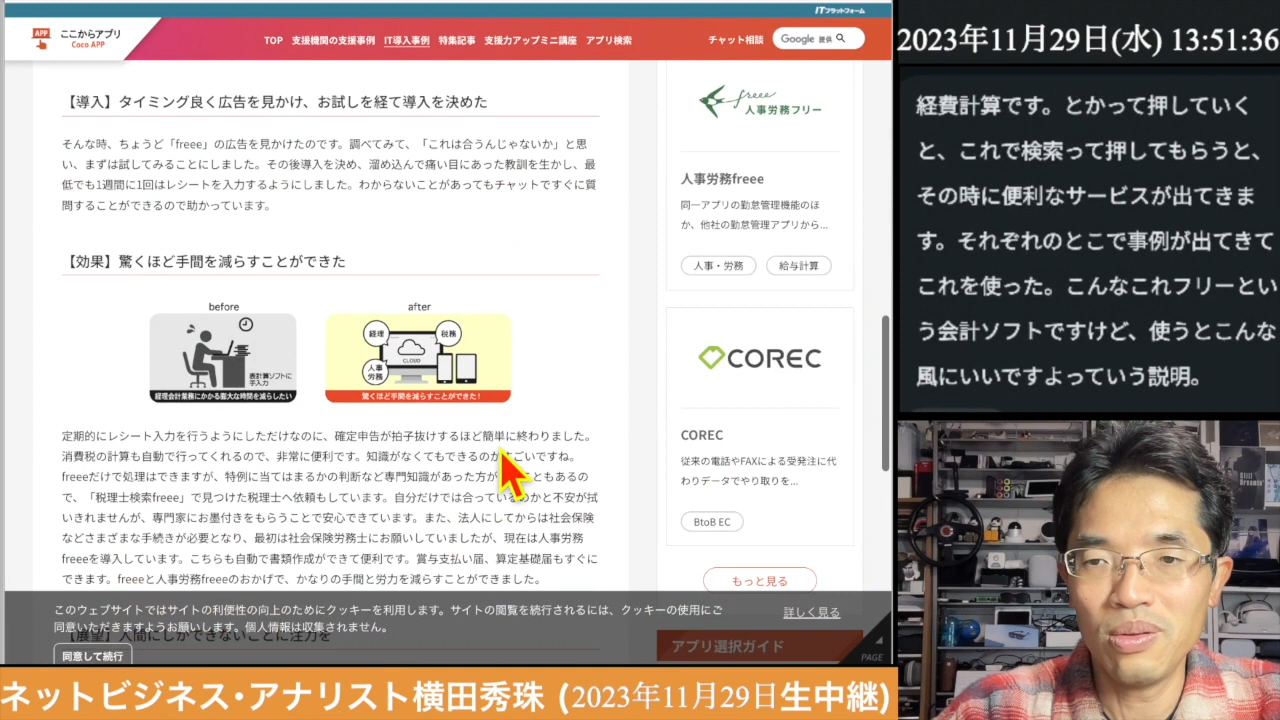 ITプラットフォーム
APP
ここからアプリ
Coco APP
TOP 支援機関の支援事例 IT導入事例 特集記事 支援力アップミニ講座 アプリ検索
チャット相談
Google 提供
【導入】タイミング良く広告を見かけ、お試しを経て導入を決めた
そんな時、ちょうど「freee」の広告を見かけたのです。調べてみて、「これは合うんじゃないか」と思
い、まずは試してみることにしました。その後導入を決め、溜め込んで痛い目にあった教訓を生かし、最
低でも1週間に1回はレシートを入力するようにしました。わからないことがあってもチャットですぐに質
問することができるので助かっています。
【効果】驚くほど手間を減らすことができた
before
after
表計算ソフトに
手入力
経理会計業務にかかる膨大な時間を減らしたい
経理
税務
CLOUD
人事
労務
驚くほど手間を減らすことができた！
定期的にレシート入力を行うようにしただけなのに、確定申告が拍子抜けするほど簡単に終わりました。
消費税の計算も自動で行ってくれるので、非常に便利です。知識がなくてもできるのが ごいですね。
freeeだけで処理はできますが、特例に当てはまるかの判断など専門知識があった方が こともあるの
で、「税理士検索freee」で見つけた税理士へ依頼もしています。自分だけでは合っている かと不安が拭
いきれませんが、専門家にお墨付きをもらうことで安心できています。また、法人にしてからは社会保険
などさまざまな手続きが必要となり、最初は社会保険労務士にお願いしていましたが、現在は人事労務
freeeを導入しています。こちらも自動で書類作成ができて便利です。賞与支払い届、算定基礎届もすぐに
できます。freeeと人事労務freeeのおかげで、かなりの手間と労力を減らすことができました。
freee
人事労務フリー
人事労務freee
同一アプリの勤怠管理機能のほ
か、他社の勤怠管理アプリから...
人事・労務 給与計算
COREC
COREC
従来の電話やFAXによる受発注に代
わりデータでやり取りを...
BtoB EC
もっと見る
アプリ選択ガイド
PAGE
このウェブサイトではサイトの利便性の向上のためにクッキーを利用します。サイトの閲覧を続行されるには、クッキーの使用にご
同意いただきますようお願いします。個人情報は収集されません。
詳しく見る
同意して続行
2023年11月29日(水) 13:51:36
経費計算です。とかって押していく
と、これで検索って押してもらうと、
その時に便利なサービスが出てきま
す。それぞれのとこで事例が出てきて
これを使った。こんなこれフリーとい
う会計ソフトですけど、使うとこんな
風にいいですよっていう説明。
ネットビジネス・アナリスト横田秀珠 (2023年11月29日生中継)